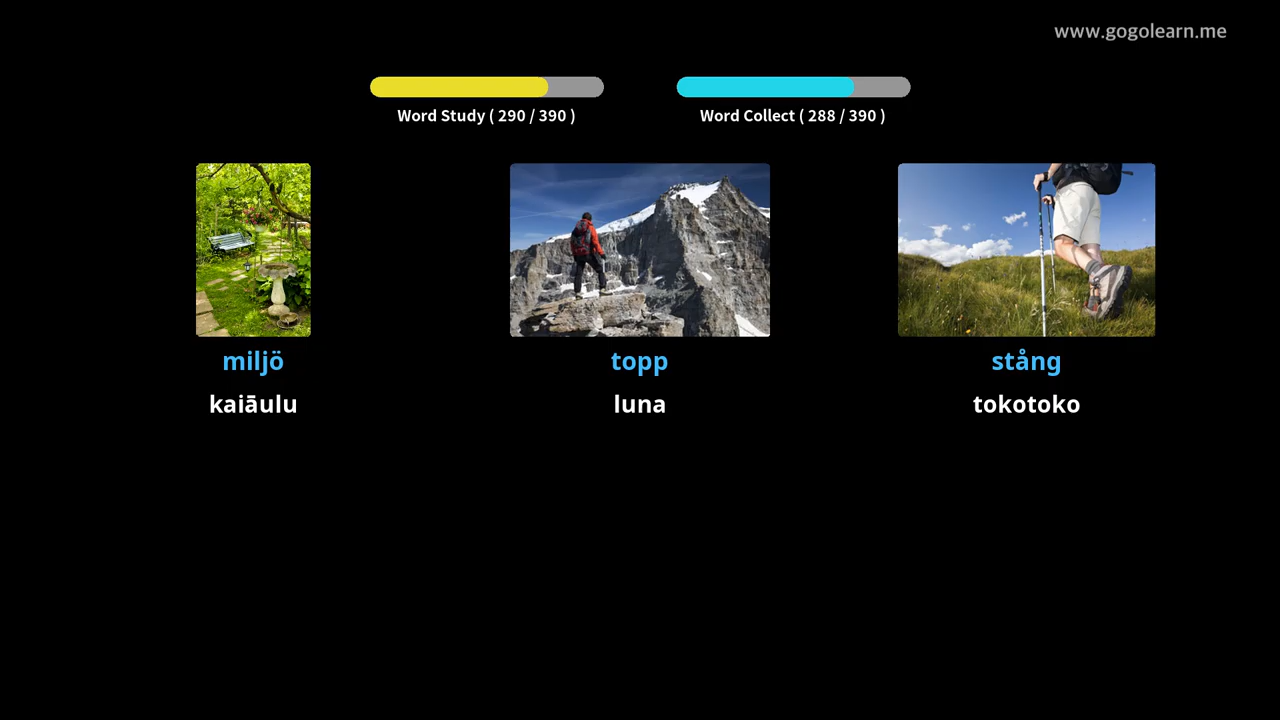 www.gogolearn.me
Word Study ( 290 / 390 )
Word Collect ( 288 / 390 )
miljö
kaiāulu
topp
luna
stång
tokotoko